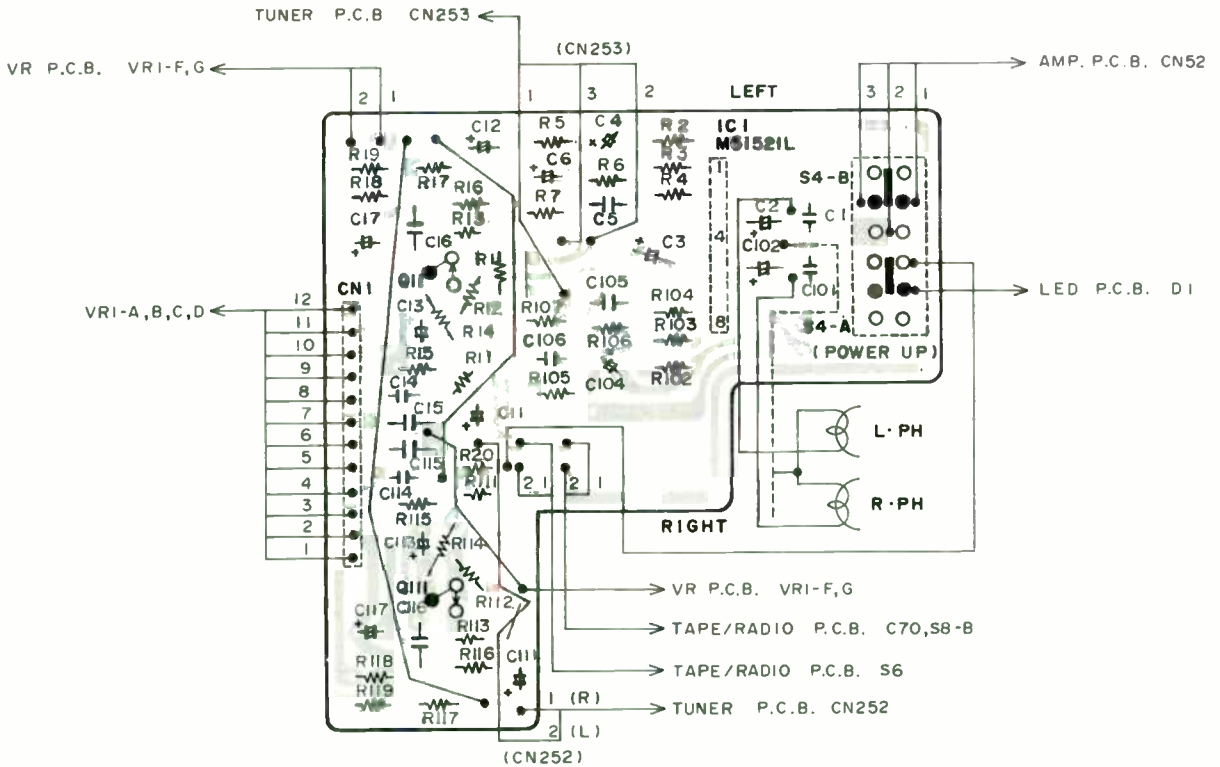 TUNER P.C.B CN253
(CN253)
VR P.C.B. VR1-F,G
AMP. P.C.B. CN52
2 1
1 3 2
LEFT
3 2 1
C12
R5
C4
R2
IC1
M51521L
R19
R17
C6
R6
R3
1
S4-B
R18
R16
R7
C5
R4
C17
R13
C2
C1
C16
C3
4
C102
R11
Q11
C105
C101
CN1
R12
R107
R104
LED P.C.B. D1
VR1-A,B,C,D
12
C13
R14
R103
8
S4-A
11
C106
R106
(POWER UP)
10
R15
R105
C104
R102
9
C14
8
C15
C11
7
L·PH
6
R20
5
C115
4
C114
R111
2 1 2 1
3
R115
R·PH
2
RIGHT
1
C113
R114
Q111
C116
R112
VR P.C.B. VR1-F,G
C117
R113
TAPE/RADIO P.C.B. C70,S8-B
R118
R116
C111
TAPE/RADIO P.C.B. S6
R119
R117
1 (R)
TUNER P.C.B. CN252
2 (L)
(CN252)